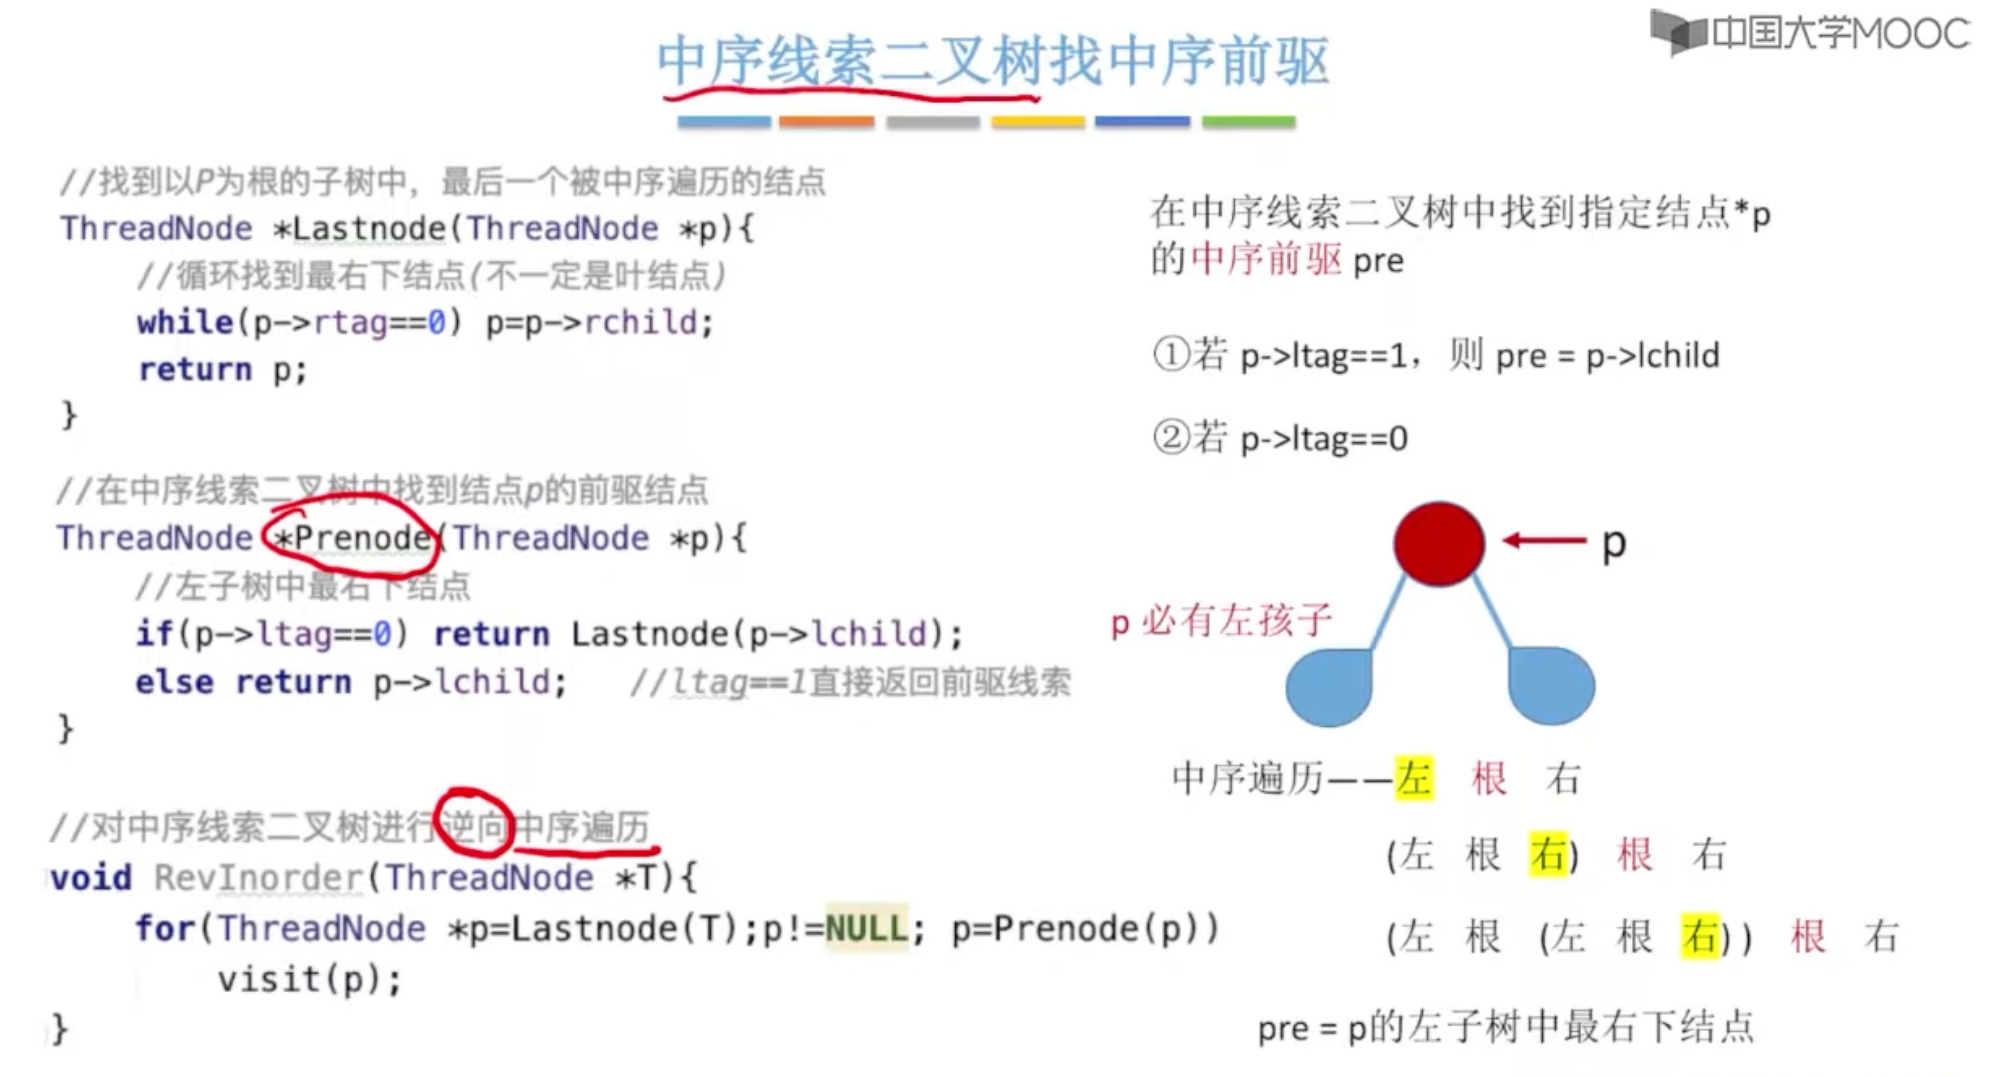 中国大学MOOC
中序线索二叉树找中序前驱
//找到以P为根的子树中，最后一个被中序遍历的结点
ThreadNode *Lastnode(ThreadNode *p){
//循环找到最右下结点(不一定是叶结点)
while(p->rtag==0) p=p->rchild;
return p;
}
//在中序线索二叉树中找到结点p的前驱结点
ThreadNode *Prenode(ThreadNode *p){
//左子树中最右下结点
if(p->ltag==0) return Lastnode(p->lchild);
else return p->lchild; //ltag==1直接返回前驱线索
}
//对中序线索二叉树进行逆向中序遍历
void RevInorder(ThreadNode *T){
for(ThreadNode *p=Lastnode(T);p!=NULL; p=Prenode(p))
visit(p);
}
在中序线索二叉树中找到指定结点*p
的中序前驱 pre
①若 p->ltag==1，则 pre = p->lchild
②若 p->ltag==0
p
p 必有左孩子
中序遍历——左 根 右
(左 根 右) 根 右
(左 根 (左 根 右)) 根 右
pre = p的左子树中最右下结点